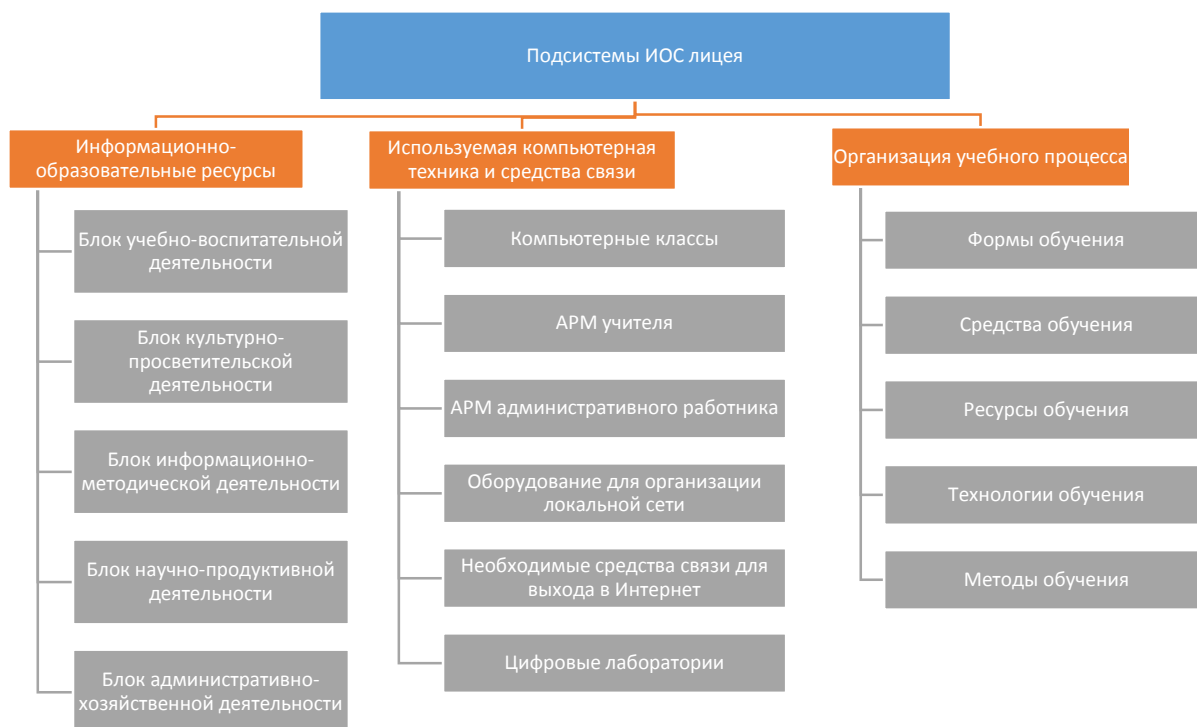 Подсистемы ИОС лицея
Информационно-
образовательные ресурсы
Блок учебно-воспитательной
деятельности
Блок культурно-
просветительской
деятельности
Блок информационно-
методической деятельности
Блок научно-продуктивной
деятельности
Блок административно-
хозяйственной деятельности
Используемая компьютерная
техника и средства связи
Компьютерные классы
АРМ учителя
АРМ административного работника
Оборудование для организации
локальной сети
Необходимые средства связи для
выхода в Интернет
Цифровые лаборатории
Организация учебного процесса
Формы обучения
Средства обучения
Ресурсы обучения
Технологии обучения
Методы обучения